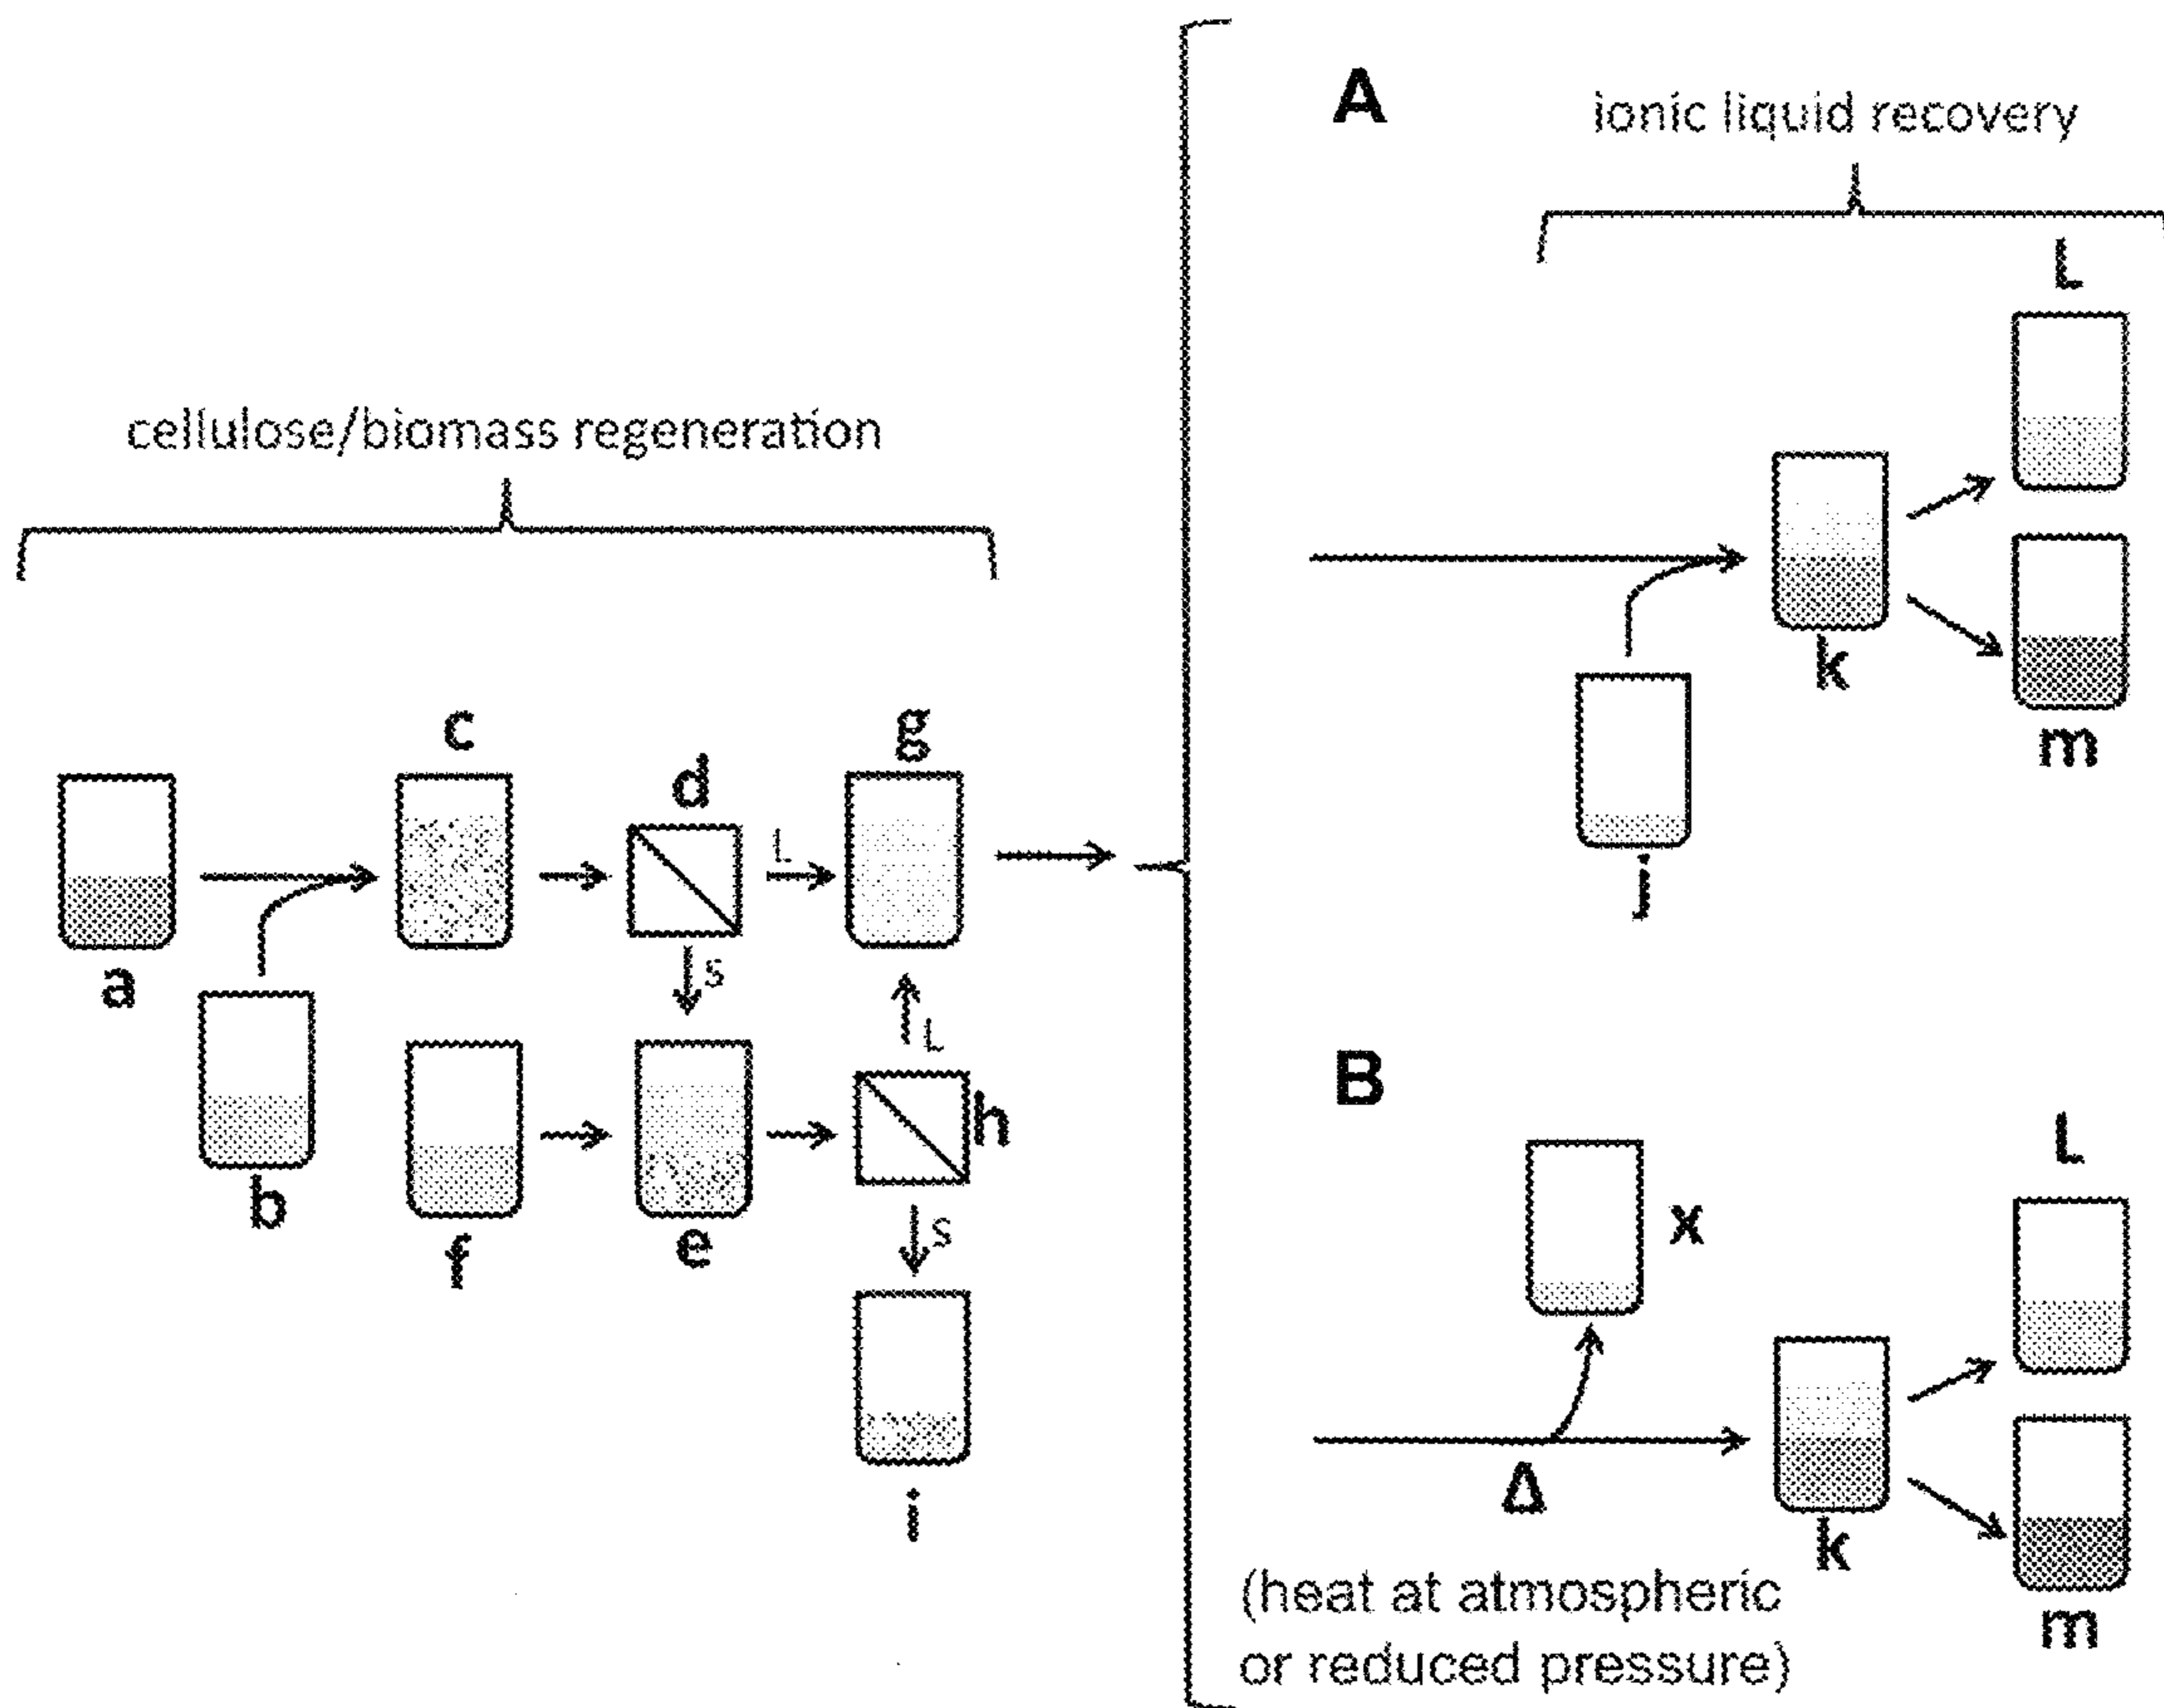 A
ionic liquid recovery
L
k
m
j
cellulose/biomass regeneration
c
d
g
L
a
s
b
f
e
L
h
s
i
B
x
L
Δ
k
m
(heat at atmospheric
or reduced pressure)